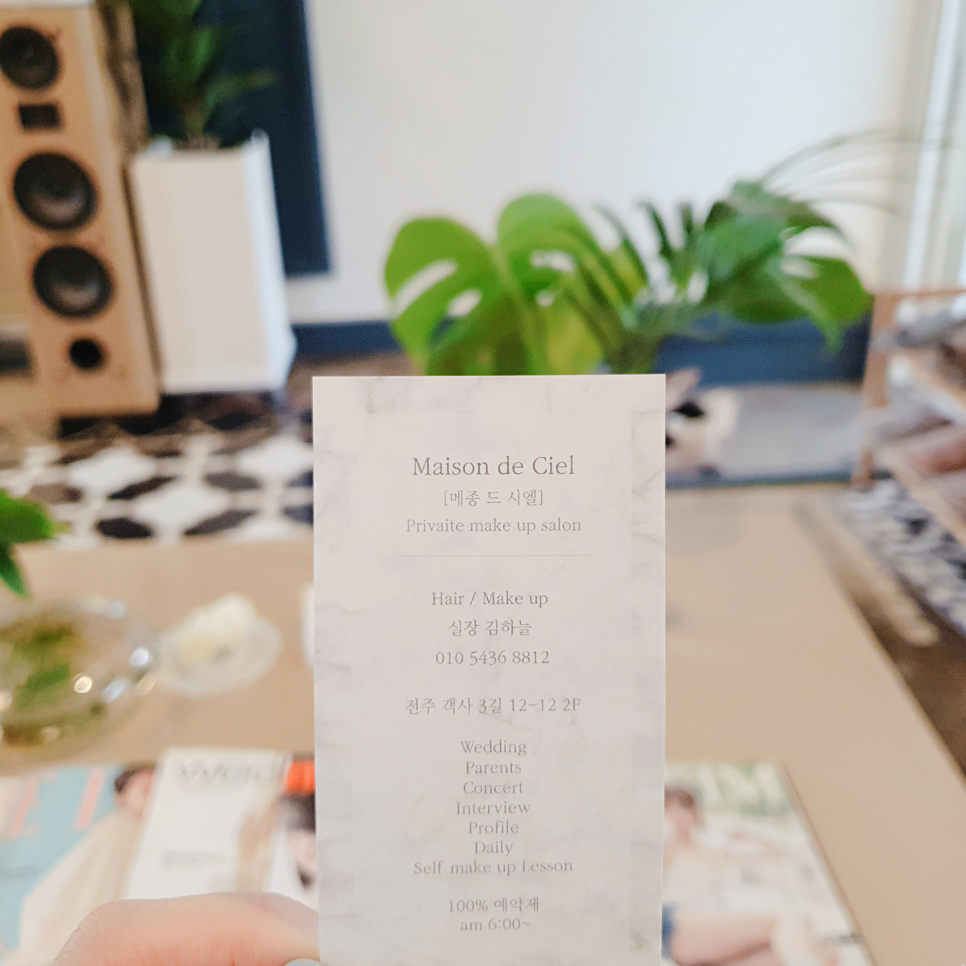 Maison de Ciel
[메종 드 시엘]
Privaite make up salon
Hair / Make up
실장 김하늘
010 5436 8812
전주 객사 3길 12-12 2F
Wedding
Parents
Concert
Interview
Profile
Daily
Self make up Lesson
100% 예약제
am 6:00~